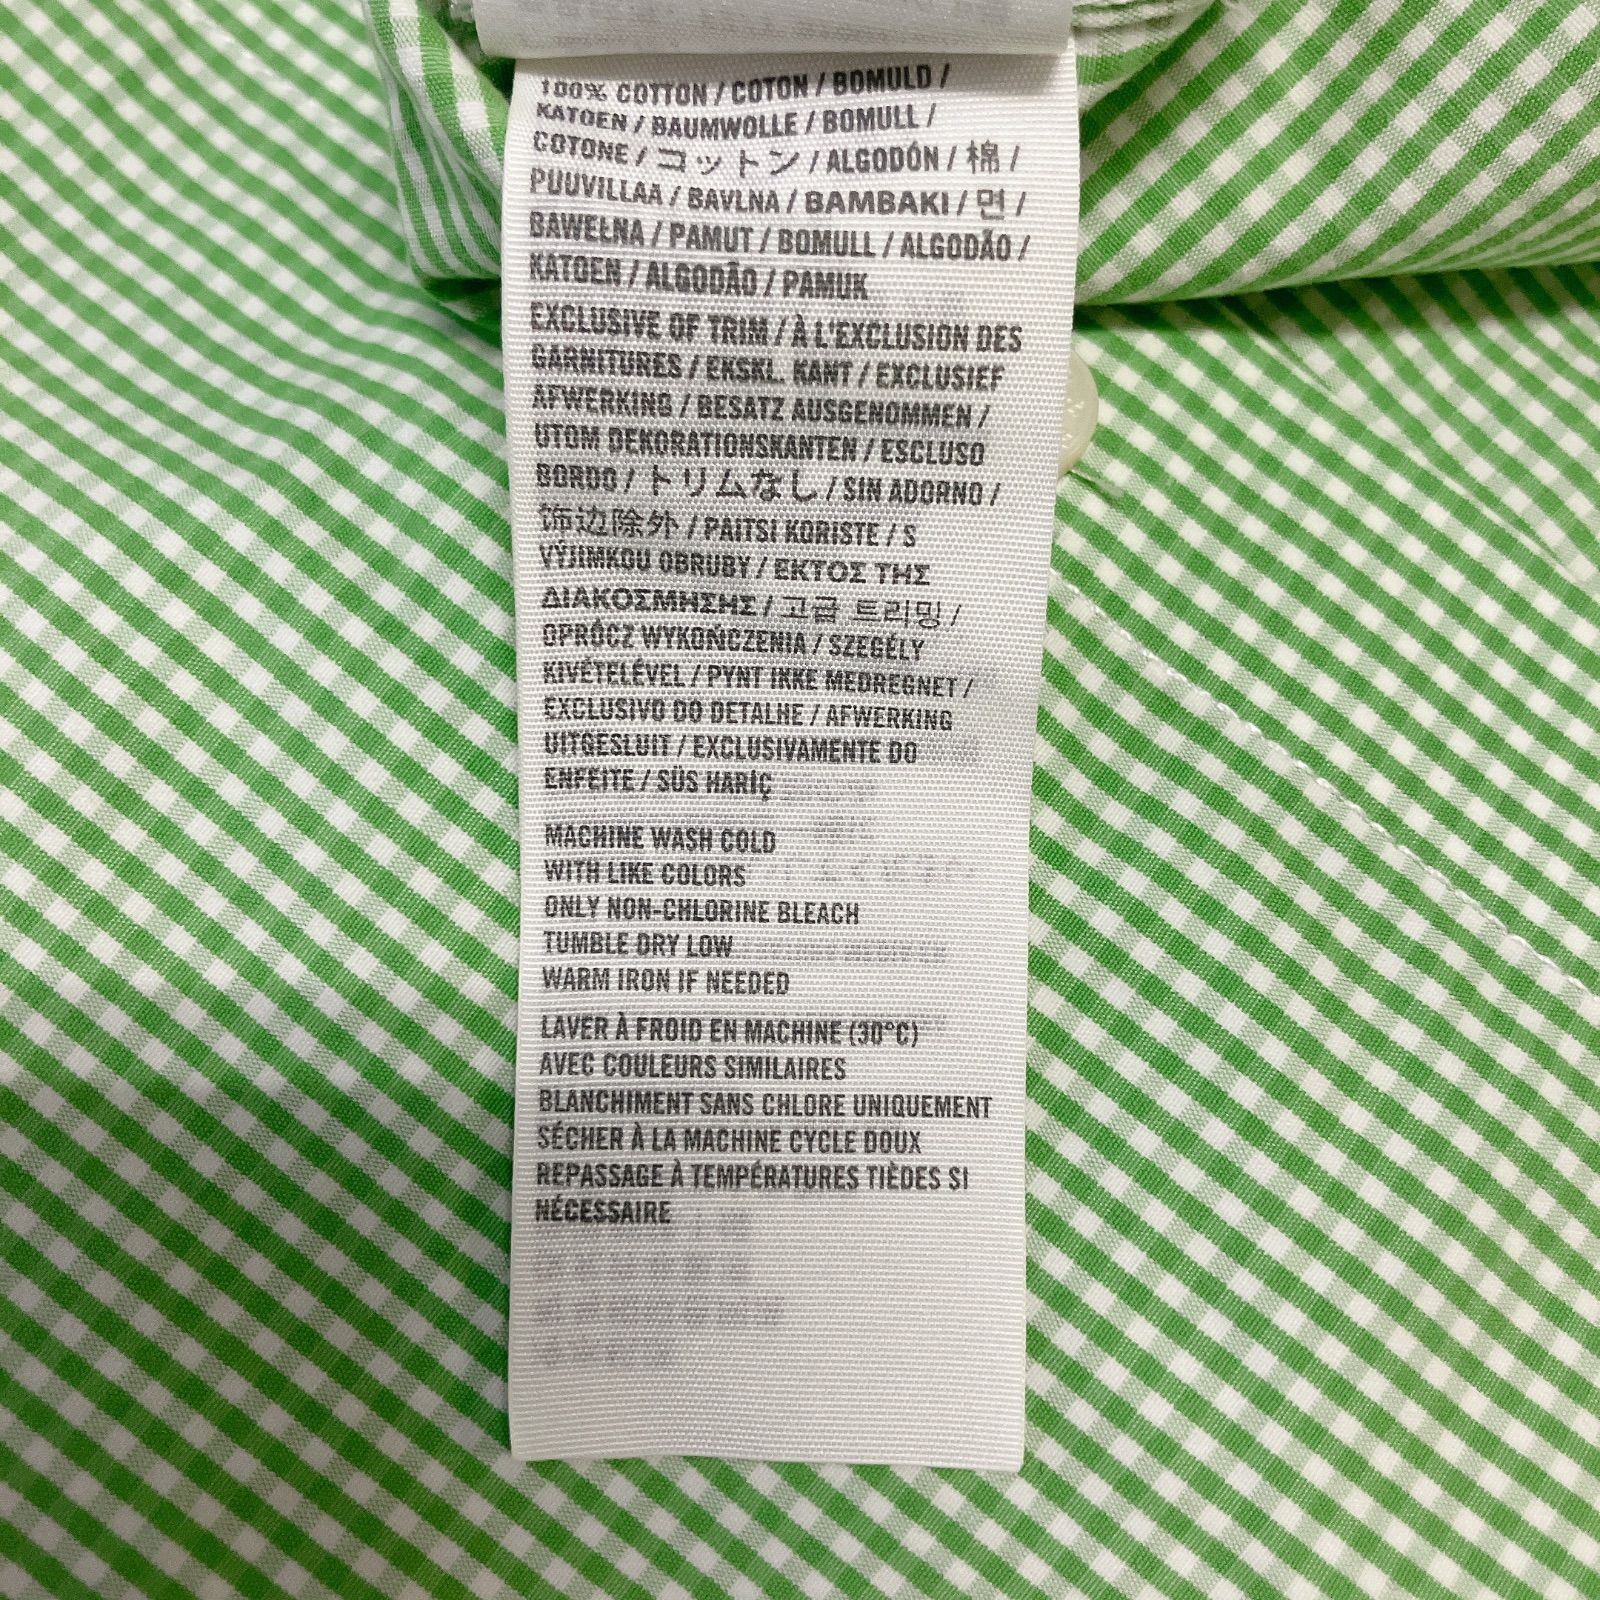 100% COTTON / COTON / BOMULD /
KATOEN / BAUMWOLLE / BOMULL /
COTONE / コットン / ALGODÓN / 棉 /
PUUVILLAA / BAVLNA / BAMBAKI / 면 /
BAWEŁNA / PAMUT / BOMULL / ALGODÃO /
KATOEN / ALGODÃO / PAMUK
EXCLUSIVE OF TRIM / À L'EXCLUSION DES
GARNITURES / EKSKL. KANT / EXCLUSIEF
AFWERKING / BESATZ AUSGENOMMEN /
UTOM DEKORATIONSKANTEN / ESCLUSO
BORDO / トリムなし / SIN ADORNO /
饰边除外 / PAITSI KORISTE / S
VÝJIMKOU OBRUBY / ΕΚΤΟΣ ΤΗΣ
ΔΙΑΚΟΣΜΗΣΗΣ / 고급 트리밍 /
OPRÓCZ WYKOŃCZENIA / SZEGÉLY
KIVÉTELÉVEL / PYNT IKKE MEDREGNET /
EXCLUSIVO DO DETALHE / AFWERKING
UITGESLUIT / EXCLUSIVAMENTE DO
ENFEITE / SÜS HARİÇ
MACHINE WASH COLD
WITH LIKE COLORS
ONLY NON-CHLORINE BLEACH
TUMBLE DRY LOW
WARM IRON IF NEEDED
LAVER À FROID EN MACHINE (30°C)
AVEC COULEURS SIMILAIRES
BLANCHIMENT SANS CHLORE UNIQUEMENT
SÉCHER À LA MACHINE CYCLE DOUX
REPASSAGE À TEMPÉRATURES TIÈDES SI
NÉCESSAIRE